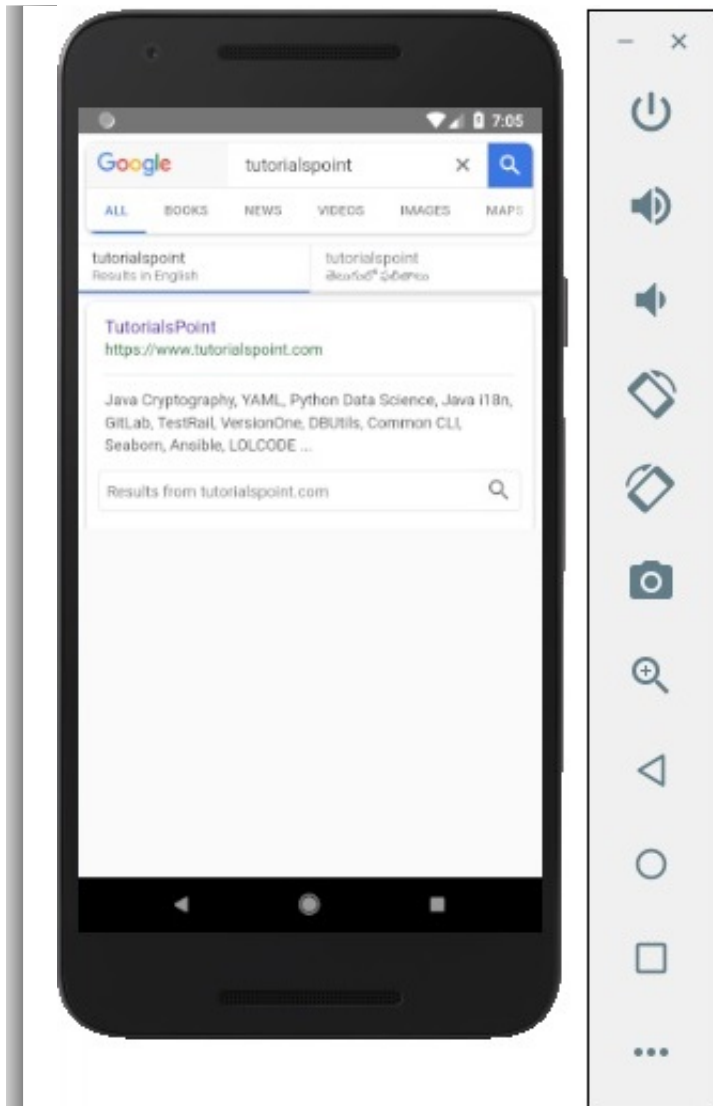 7:05
Google tutorialspoint
ALL BOOKS NEWS VIDEOS IMAGES MAPS
tutorialspoint
Results in English
tutorialspoint
తెలుగులో ఫలితాలు
TutorialsPoint
https://www.tutorialspoint.com
Java Cryptography, YAML, Python Data Science, Java i18n,
GitLab, TestRail, VersionOne, DBUtils, Common CLI,
Seaborn, Ansible, LOLCODE ...
Results from tutorialspoint.com